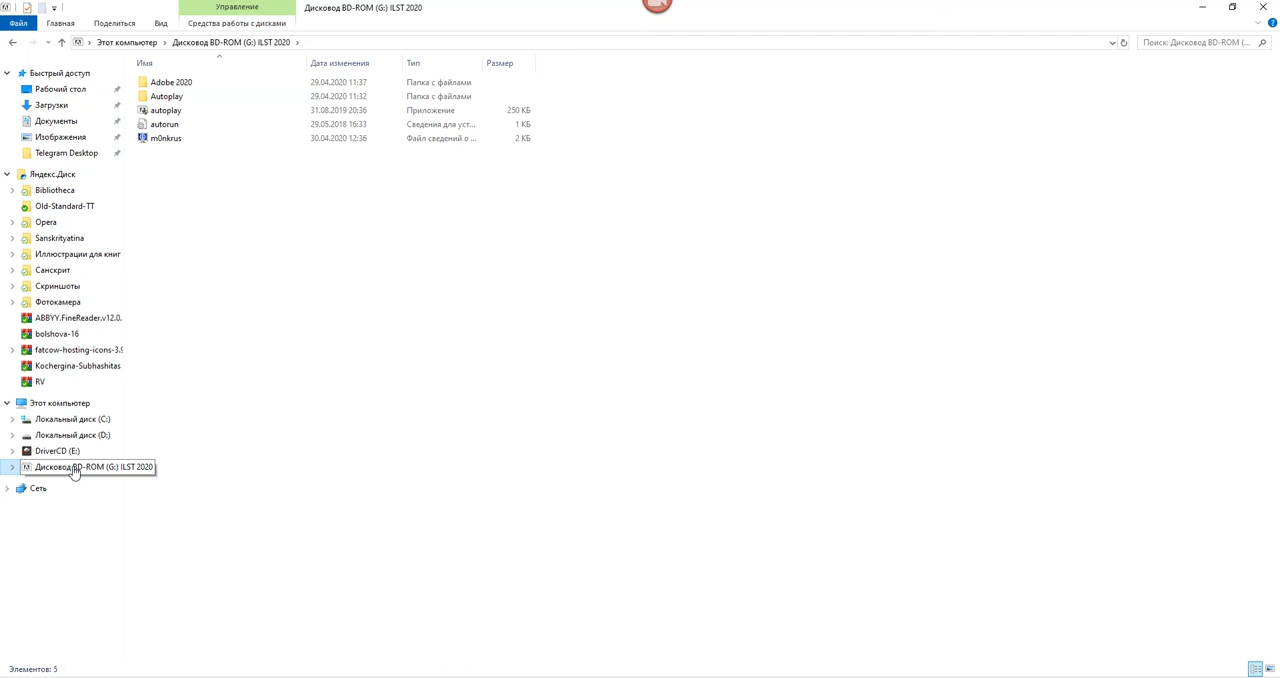 Управление
Дисковод BD-ROM (G:) ILST 2020
Файл
Главная
Поделиться
Вид
Средства работы с дисками
Этот компьютер
Дисковод BD-ROM (G:) ILST 2020
Поиск: Дисковод BD-ROM (...
Имя
Дата изменения
Тип
Размер
Adobe 2020
29.04.2020 11:37
Папка с файлами
Autoplay
29.04.2020 11:32
Папка с файлами
autoplay
31.08.2019 20:36
Приложение
250 КБ
autorun
29.05.2018 16:33
Сведения для уст...
1 КБ
m0nkrus
30.04.2020 12:36
Файл сведений о ...
2 КБ
Быстрый доступ
Рабочий стол
Загрузки
Документы
Изображения
Telegram Desktop
Яндекс.Диск
Bibliotheca
Old-Standard-TT
Opera
Sanskrityatina
Иллюстрации для книг
Санскрит
Скриншоты
Фотокамера
ABBYY.FineReader.v12.0.
bolshova-16
fatcow-hosting-icons-3.9
Kochergina-Subhashitas
RV
Этот компьютер
Локальный диск (C:)
Локальный диск (D:)
DriverCD (E:)
Дисковод BD-ROM (G:) ILST 2020
Сеть
Элементов: 5